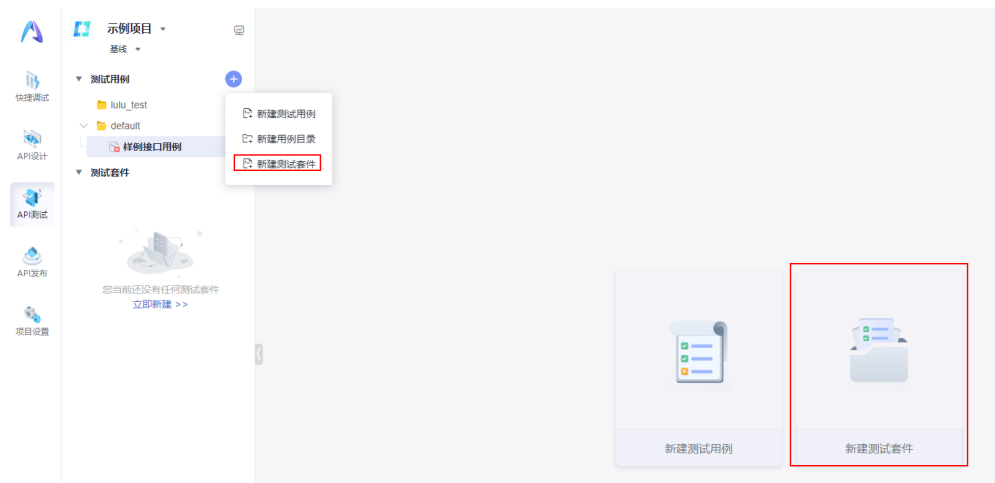 示例项目
基线
快捷调试
API设计
API测试
API发布
项目设置
测试用例
lulu_test
default
样例接口用例
测试套件
您当前还没有任何测试套件
立即新建 >>
新建测试用例
新建用例目录
新建测试套件
新建测试用例
新建测试套件